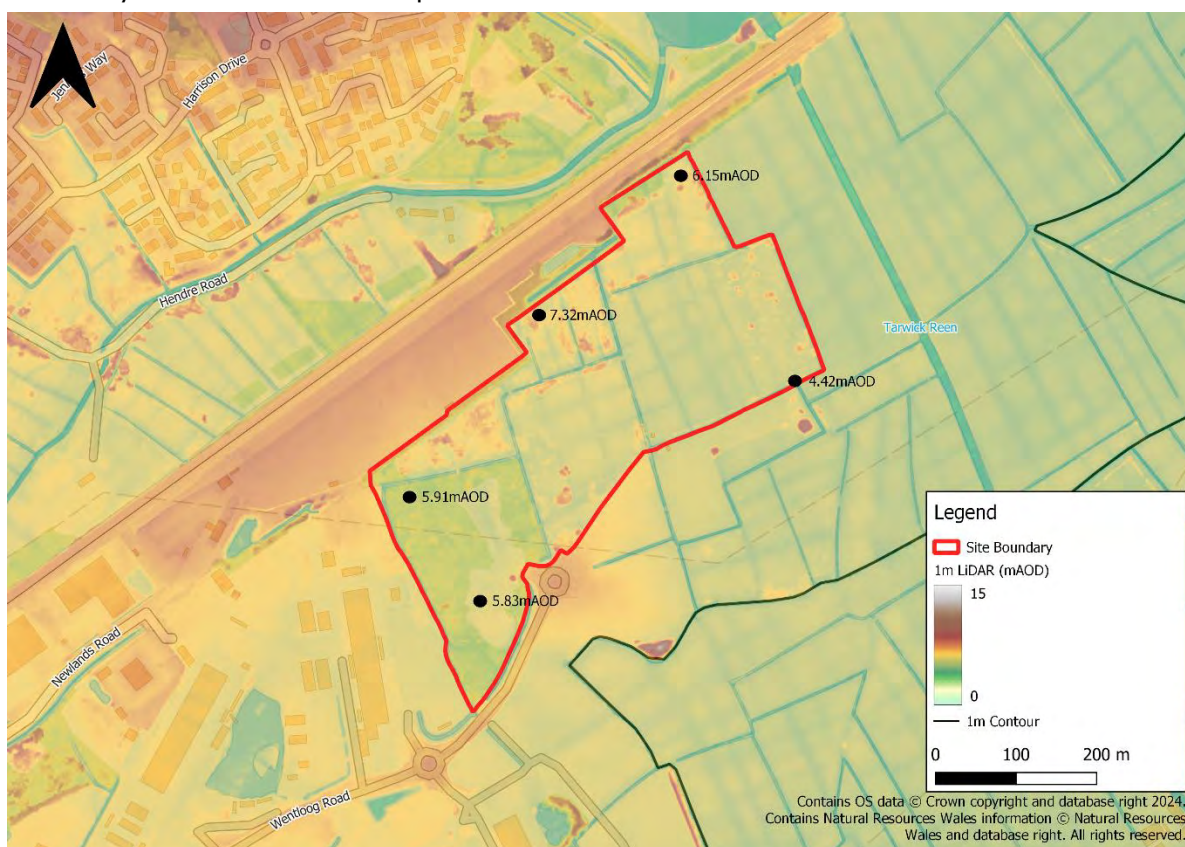 Jen Way
Harrison Drive
Hendre Road
6.15mAOD
7.32mAOD
Tarwick Reen
4.42mAOD
5.91mAOD
5.83mAOD
Newlands Road
Wentloog Road
Legend
Site Boundary
1m LiDAR (mAOD)
15
0
1m Contour
0 100 200 m
Contains OS data © Crown copyright and database right 2024.
Contains Natural Resources Wales information © Natural Resources
Wales and database right. All rights reserved.